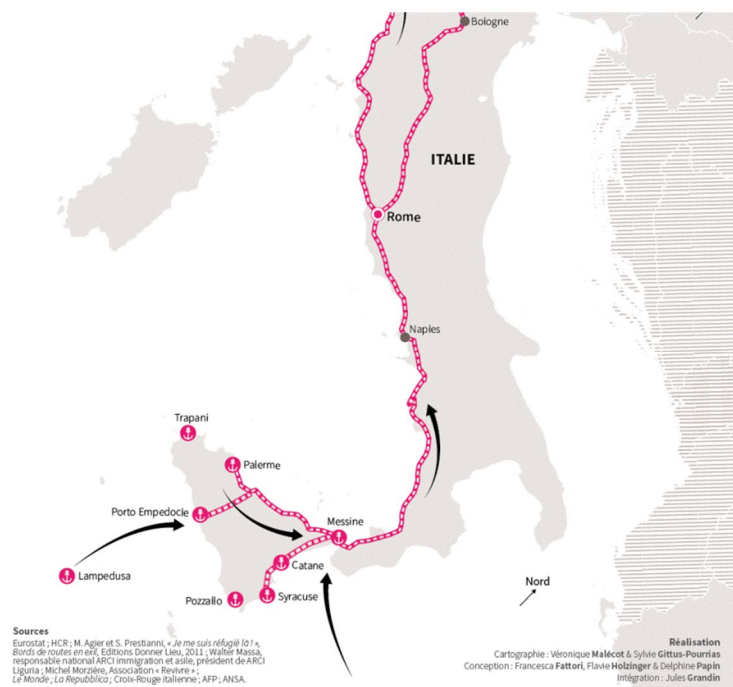 Bologne
ITALIE
Rome
Naples
Trapani
Palerme
Porto Empedocle
Messine
Lampedusa
Catane
Pozzallo
Syracuse
Nord
Sources
Eurostat ; HCR ; M. Agier et S. Prestianni, « Je me suis réfugié là ! »,
Bords de routes en exil, Editions Donner Lieu, 2011 ; Walter Massa,
responsable national ARCI immigration et asile, président de ARCI
Liguria ; Michel Morzière, Association « Revivre » ;
Le Monde ; La Repubblica ; Croix-Rouge italienne ; AFP ; ANSA.
Réalisation
Cartographie : Véronique Malécot & Sylvie Gittus-Pourrias
Conception : Francesca Fattori, Flavie Holzinger & Delphine Papin
Intégration : Jules Grandin